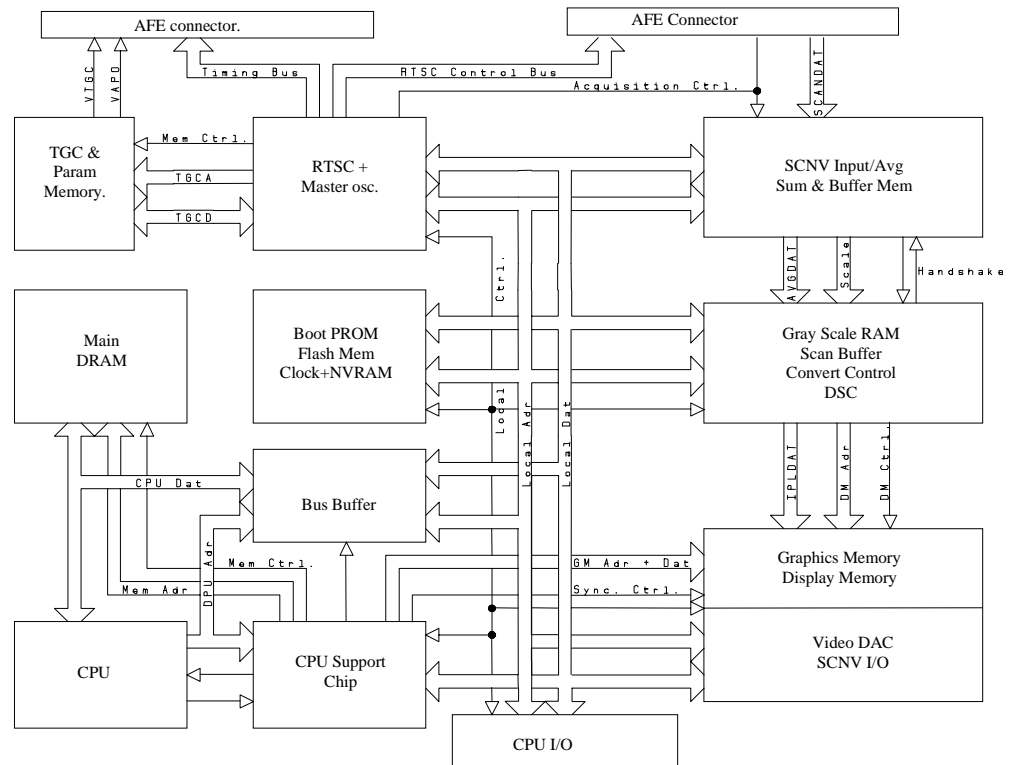 AFE connector.
AFE Connector
Timing Bus
RTSC Control Bus
Acquisition Ctrl.
VTGC
VAPO
SCANDAT
Mem Ctrl.
TGC &
Param
Memory.
TGCA
TGCD
RTSC +
Master osc.
SCNV Input/Avg
Sum & Buffer Mem
AVGDAT
Scale
Handshake
Local Ctrl.
Main
DRAM
Boot PROM
Flash Mem
Clock+NVRAM
Gray Scale RAM
Scan Buffer
Convert Control
DSC
Local Adr
Local Dat
CPU Dat
Bus Buffer
IPLDAT
DM Adr
DM Ctrl.
DPU Adr
Mem Ctrl.
Mem Adr
GM Adr + Dat
Sync. Ctrl.
Graphics Memory
Display Memory
CPU
CPU Support
Chip
Video DAC
SCNV I/O
CPU I/O